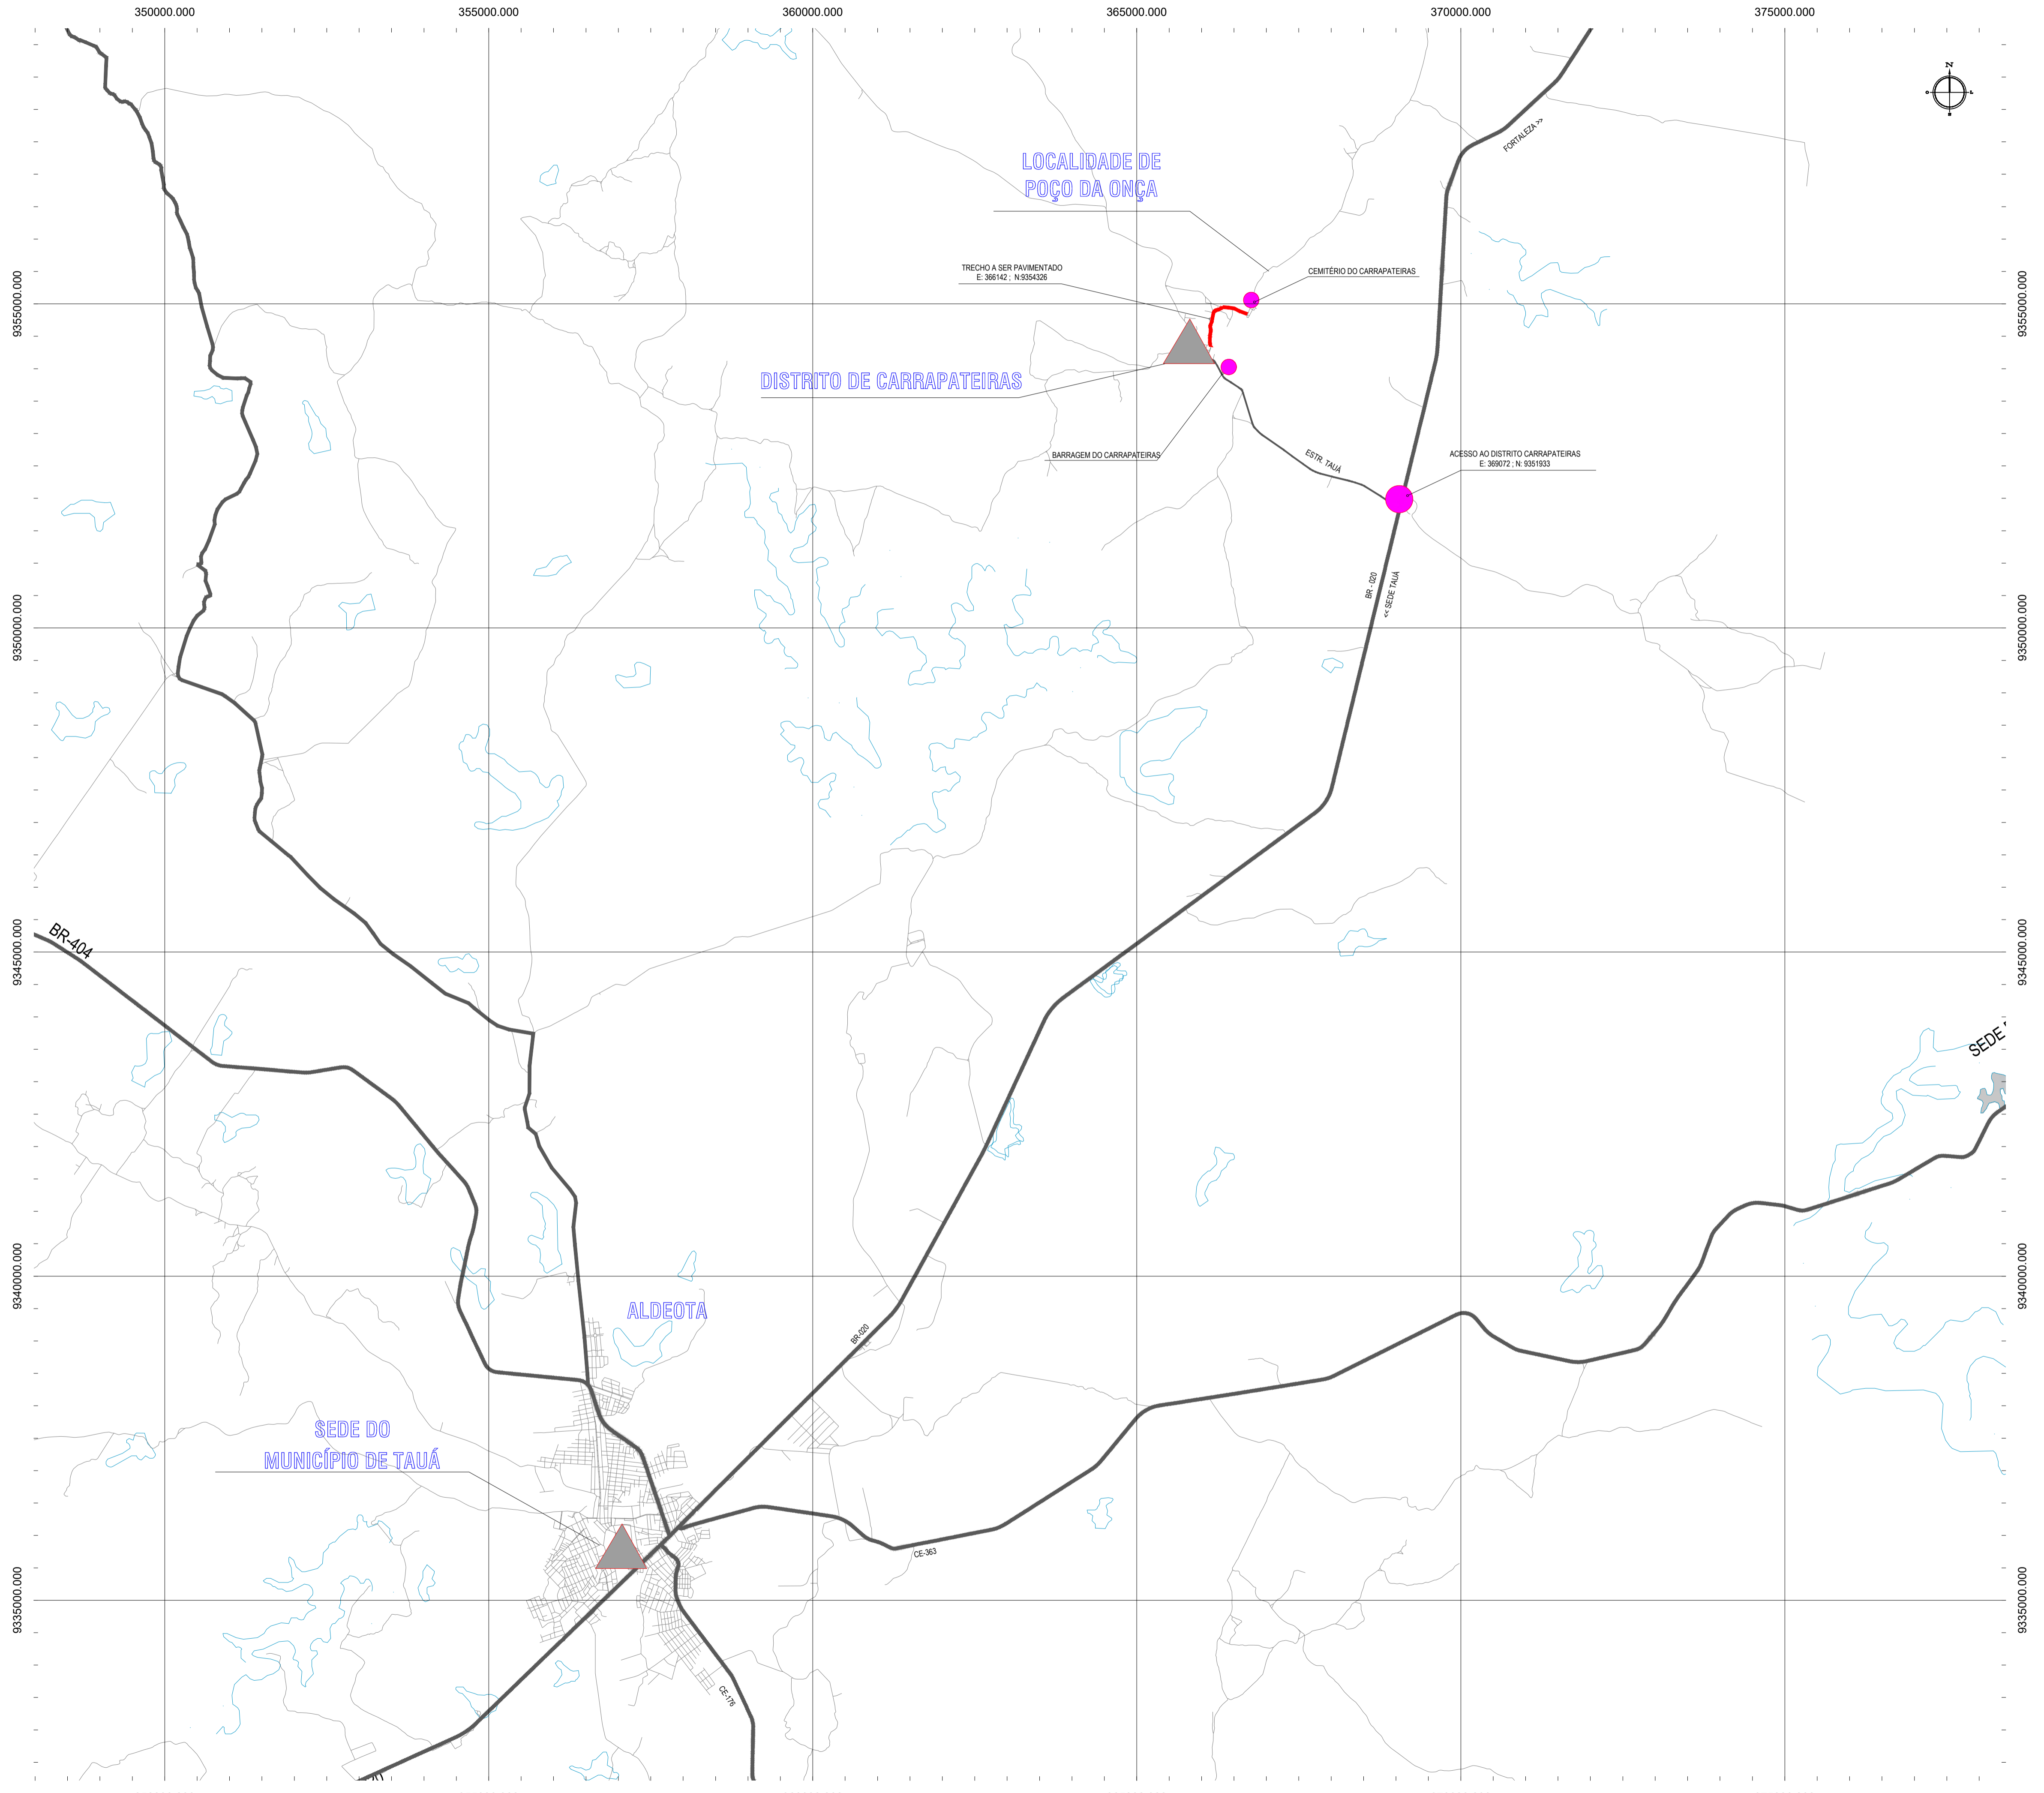 350000.000
355000.000
360000.000
365000.000
370000.000
375000.000
N
FORTALEZA >>
LOCALIDADE DE
POÇO DA ONÇA
TRECHO A SER PAVIMENTADO
E: 366142 ; N:9354326
CEMITÉRIO DO CARRAPATEIRAS
9355000.000
9355000.000
DISTRITO DE CARRAPATEIRAS
BARRAGEM DO CARRAPATEIRAS
ESTR. TAUÁ
ACESSO AO DISTRITO CARRAPATEIRAS
E: 369072 ; N: 9351933
BR - 020
<< SEDE TAUÁ
9350000.000
9350000.000
BR-404
9345000.000
9345000.000
SEDE
9340000.000
9340000.000
ALDEOTA
BR-020
SEDE DO
MUNICÍPIO DE TAUÁ
CE-363
9335000.000
9335000.000
CE-176